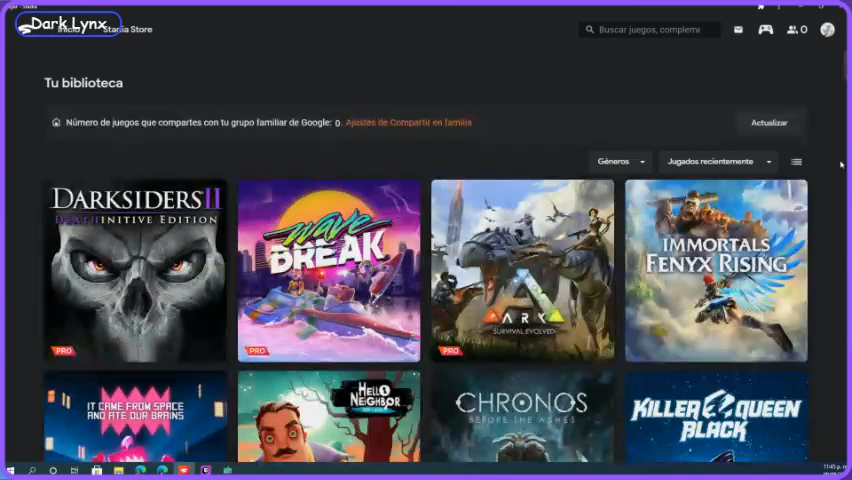 Dark Lynx
Inicio
Stadia Store
Buscar juegos, compleme
0
Tu biblioteca
Número de juegos que compartes con tu grupo familiar de Google: 0. Ajustes de Compartir en familia
Actualizar
Géneros
Jugados recientemente
DARKSIDERS II
DEATHINITIVE EDITION
PRO
wave
BREAK
PRO
ARK
SURVIVAL EVOLVED
PRO
IMMORTALS
FENYX RISING
IT CAME FROM SPACE
AND ATE OUR BRAINS
HELLO
NEIGHBOR
CHRONOS
BEFORE THE ASHES
KILLER QUEEN
BLACK